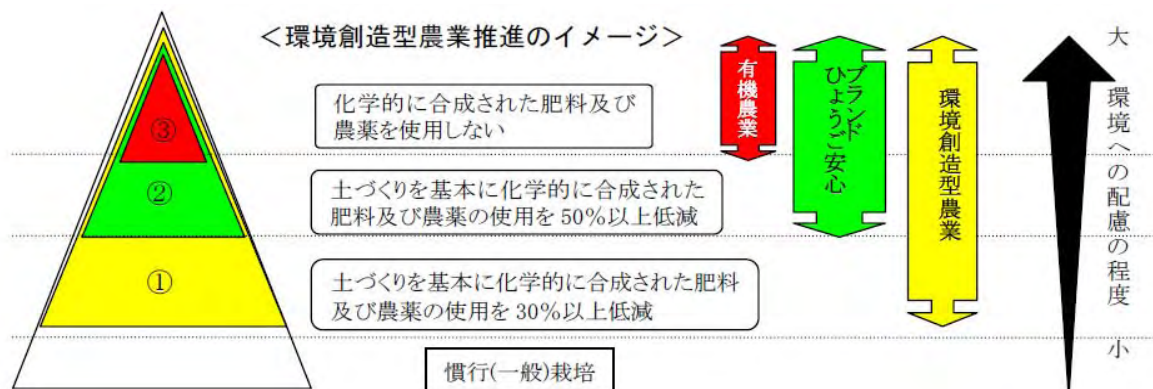 <環境創造型農業推進のイメージ>
③
化学的に合成された肥料及び
農薬を使用しない
②
土づくりを基本に化学的に合成された
肥料及び農薬の使用を50%以上低減
①
土づくりを基本に化学的に合成された肥料
及び農薬の使用を30%以上低減
慣行(一般)栽培
有機農業
ひょうご安心
ブランド
環境創造型農業
大
環境への配慮の程度
小